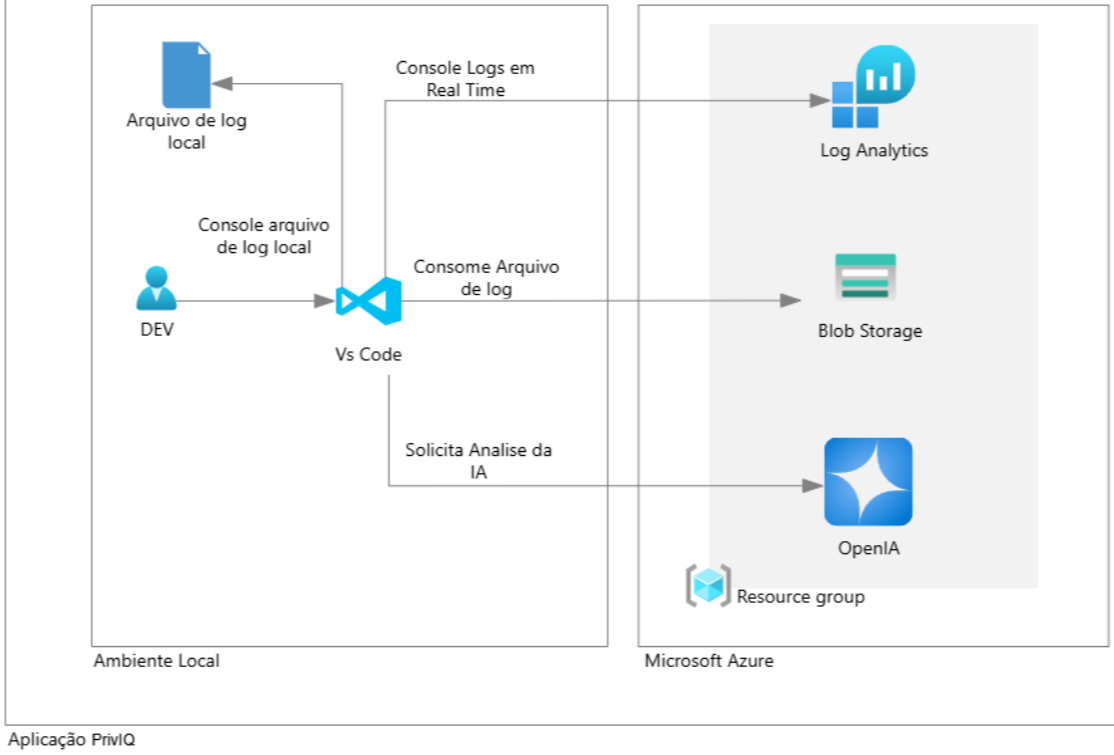 Console Logs em
Real Time
Arquivo de log
local
Log Analytics
Console arquivo
de log local
Consome Arquivo
de log
DEV
Vs Code
Blob Storage
Solicita Analise da
IA
OpenIA
Resource group
Ambiente Local
Microsoft Azure
Aplicação PrivIQ